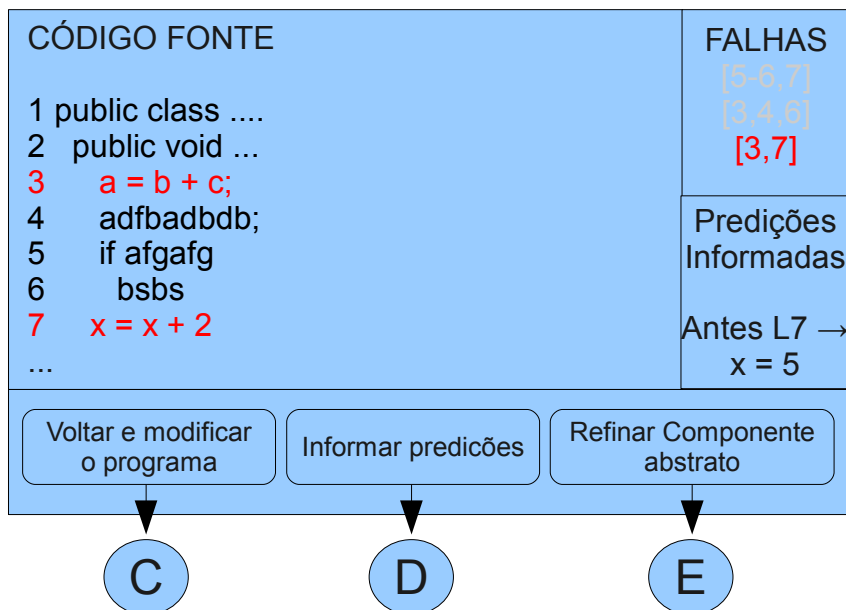 CÓDIGO FONTE
1 public class ....
2 public void ...
3 a = b + c;
4 adfbadbdb;
5 if afgafg
6 bsbs
7 x = x + 2
...
FALHAS
[5-6,7]
[3,4,6]
[3,7]
Predições
Informadas
Antes L7 →
x = 5
Voltar e modificar
o programa
Informar predicões
Refinar Componente
abstrato
C
D
E